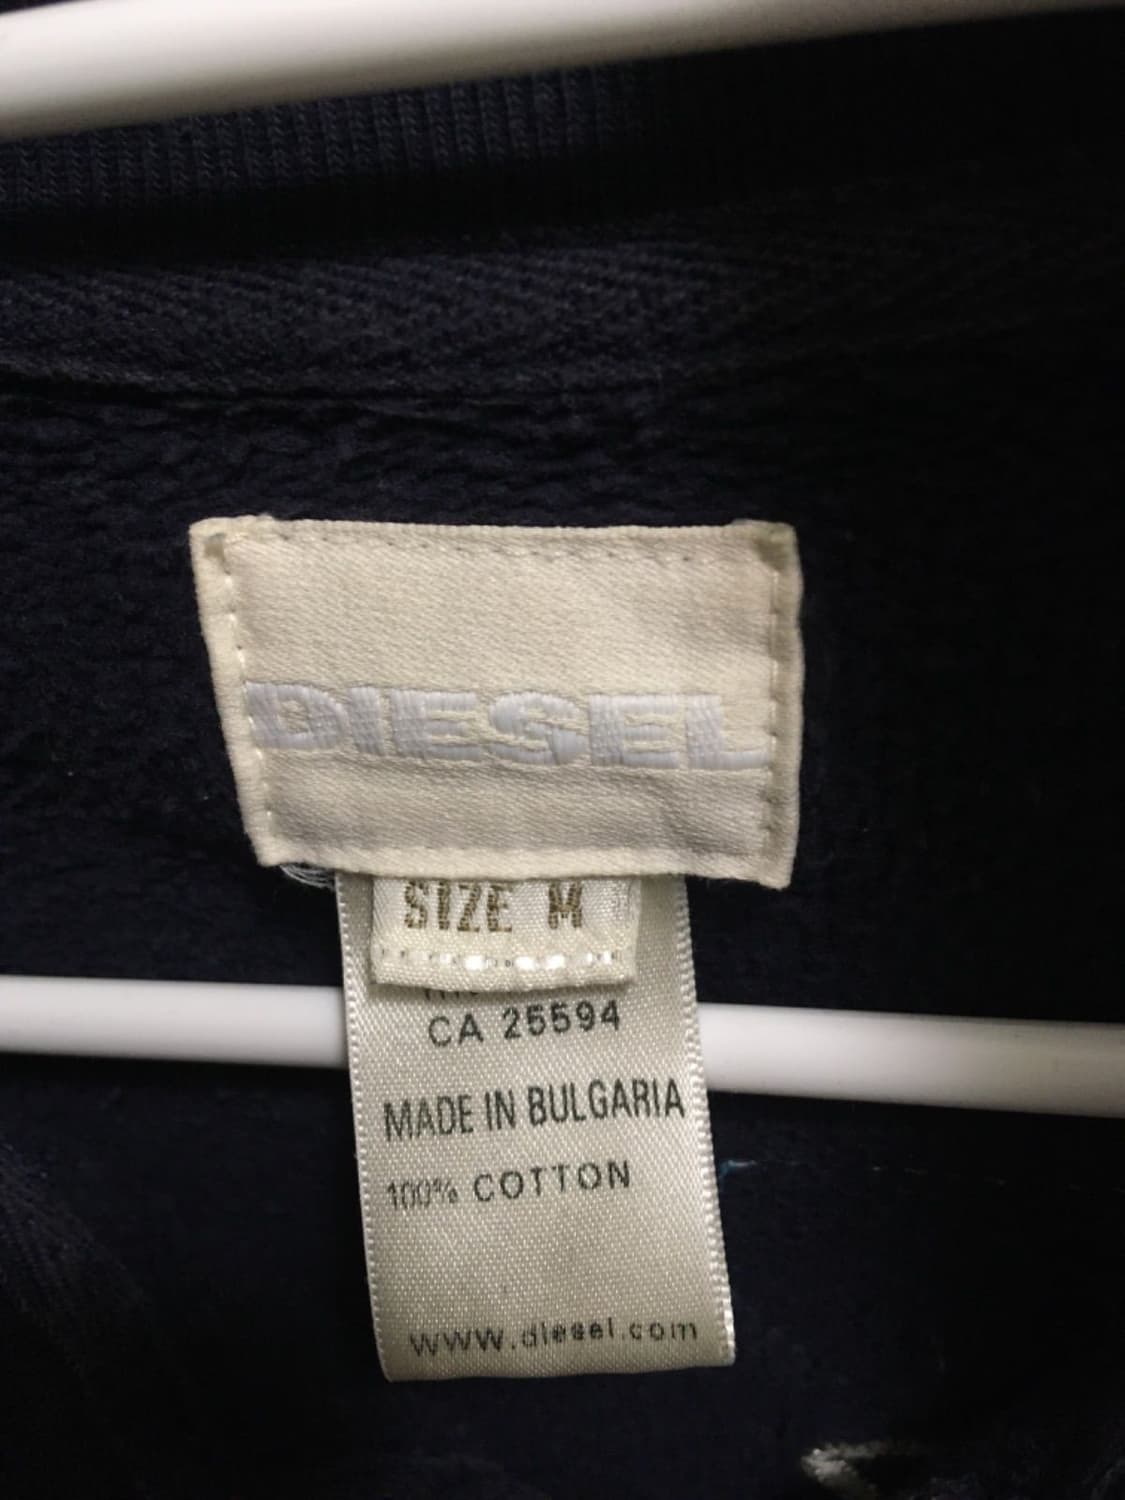 DIESEL
SIZE M
CA 25594
MADE IN BULGARIA
100% COTTON
www.diesel.com